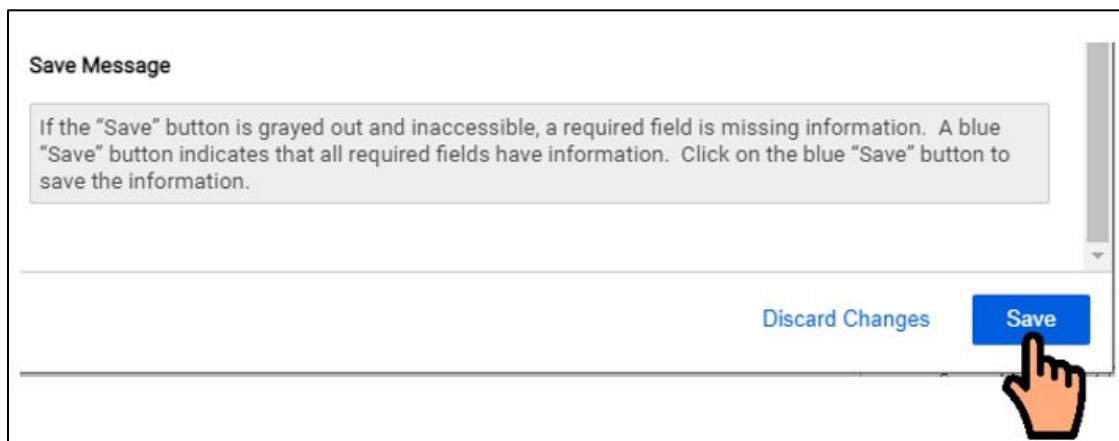 Save Message
If the “Save” button is grayed out and inaccessible, a required field is missing information.  A blue
“Save” button indicates that all required fields have information.  Click on the blue “Save” button to
save the information.
Discard Changes
Save